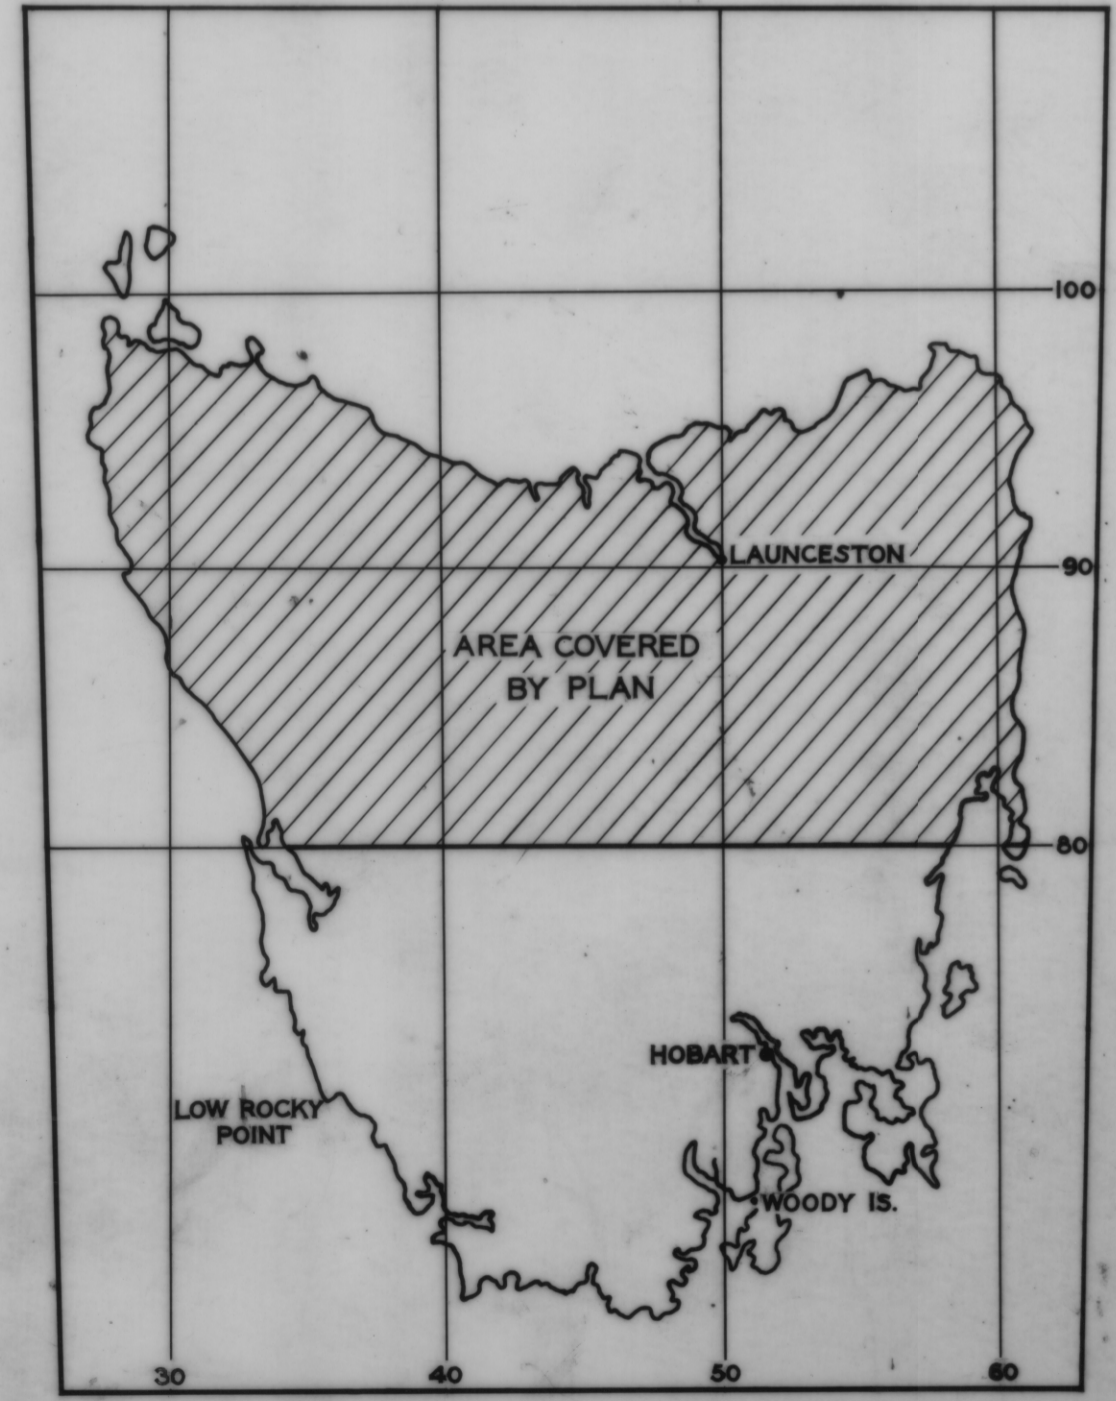 100
LAUNCESTON
90
AREA COVERED
BY PLAN
80
HOBART
LOW ROCKY
POINT
WOODY IS.
30
40
50
60